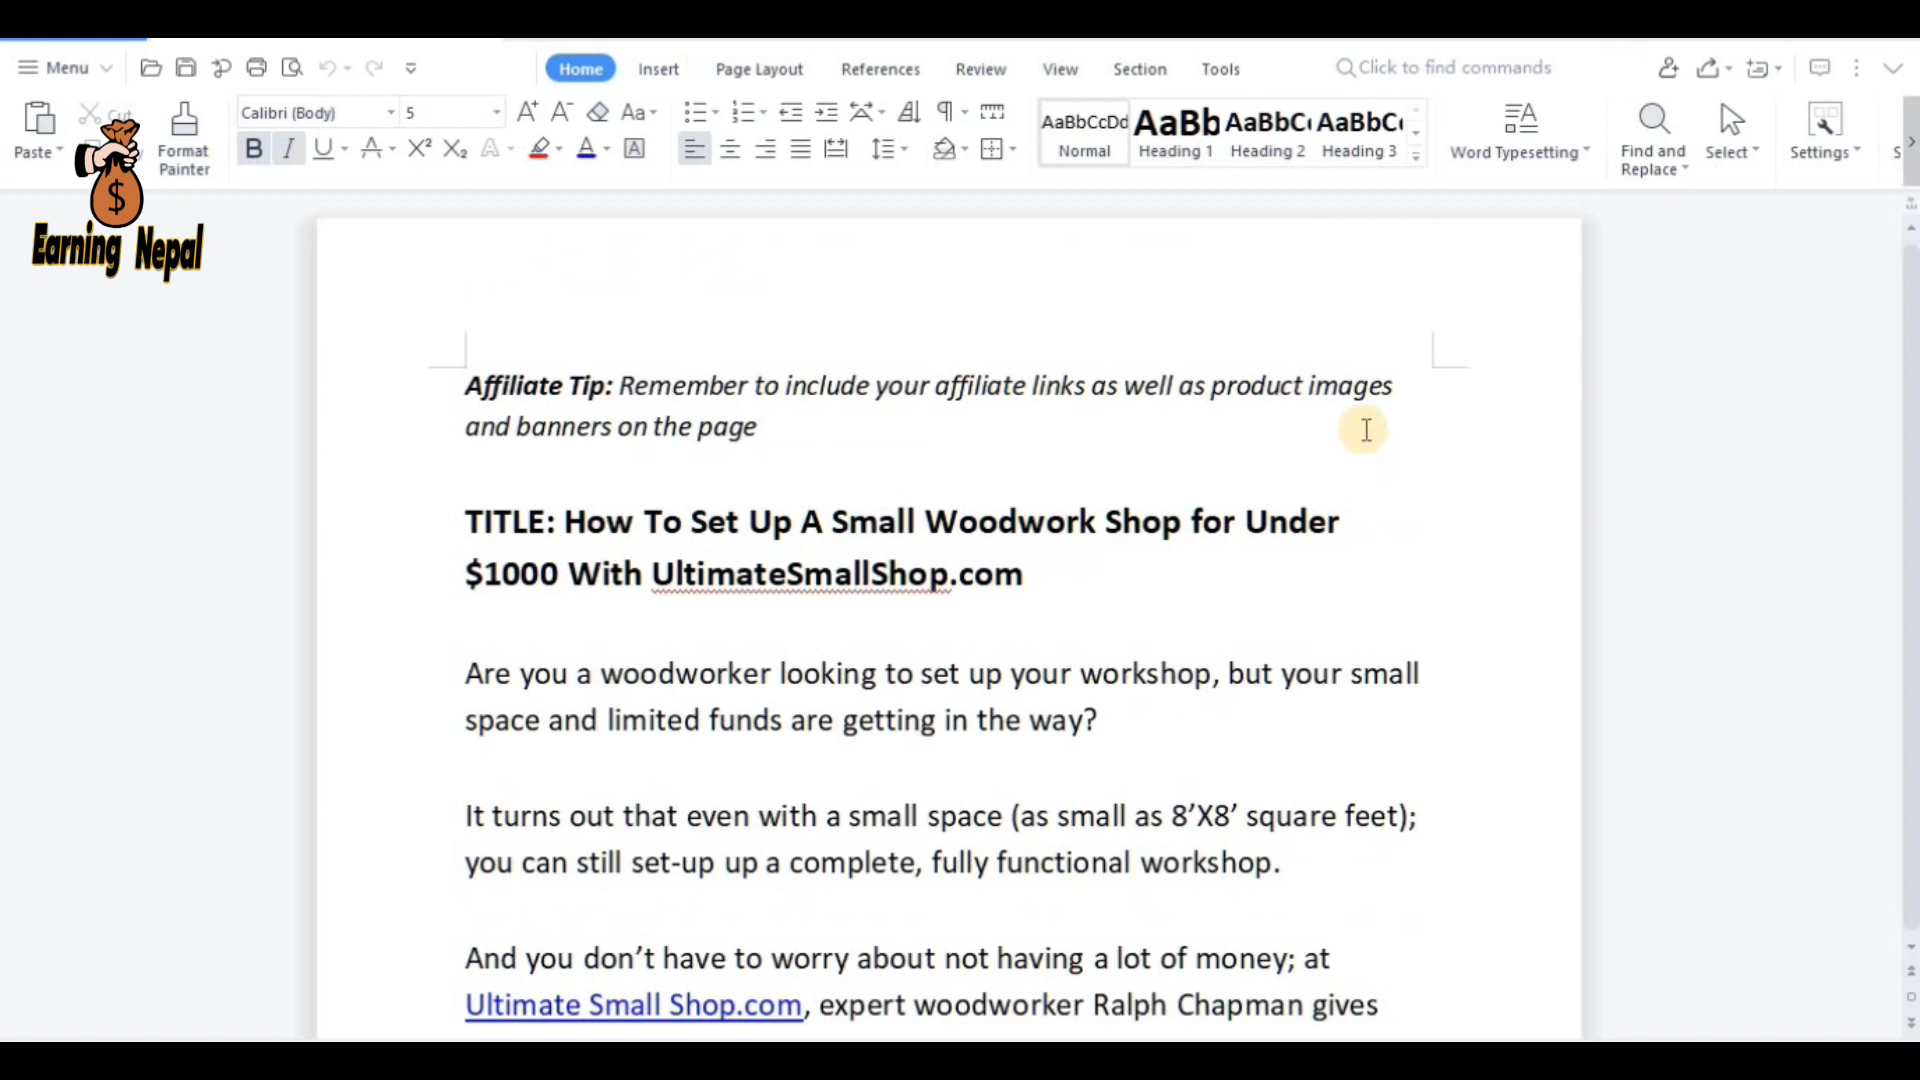 Menu
Home Insert Page Layout References Review View Section Tools
Click to find commands
Paste
Cut
Format
Painter
Calibri (Body) 5
AaBbCcDd AaBb AaBbC AaBbC
Normal Heading 1 Heading 2 Heading 3
Word Typesetting
Find and
Replace
Select
Settings
S
$
Earning Nepal
Affiliate Tip: Remember to include your affiliate links as well as product images
and banners on the page
TITLE: How To Set Up A Small Woodwork Shop for Under
$1000 With UltimateSmallShop.com
Are you a woodworker looking to set up your workshop, but your small
space and limited funds are getting in the way?
It turns out that even with a small space (as small as 8’X8’ square feet);
you can still set-up up a complete, fully functional workshop.
And you don’t have to worry about not having a lot of money; at
Ultimate Small Shop.com, expert woodworker Ralph Chapman gives